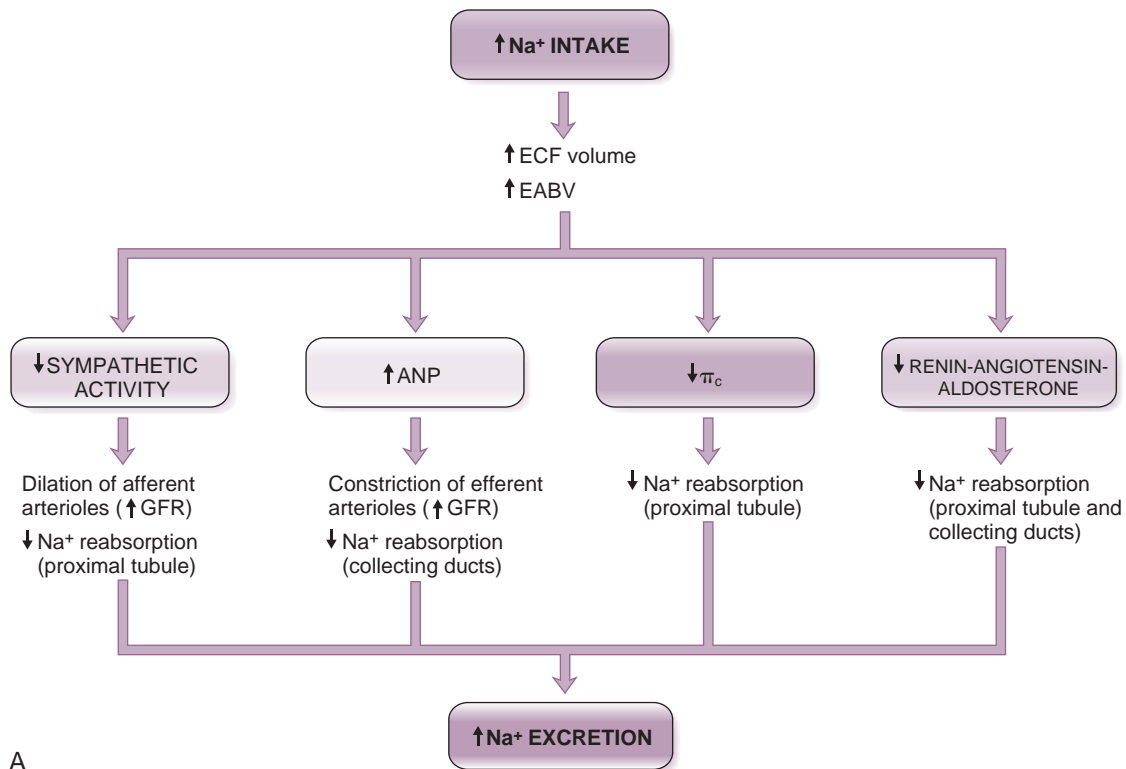 ↑Na⁺ INTAKE
↑ECF volume
↑EABV
↓SYMPATHETIC
ACTIVITY
↑ANP
↓πc
↓RENIN-ANGIOTENSIN-
ALDOSTERONE
Dilation of afferent
arterioles (↑GFR)
↓Na⁺ reabsorption
(proximal tubule)
Constriction of efferent
arterioles (↑GFR)
↓Na⁺ reabsorption
(collecting ducts)
↓Na⁺ reabsorption
(proximal tubule)
↓Na⁺ reabsorption
(proximal tubule and
collecting ducts)
↑Na⁺ EXCRETION
A